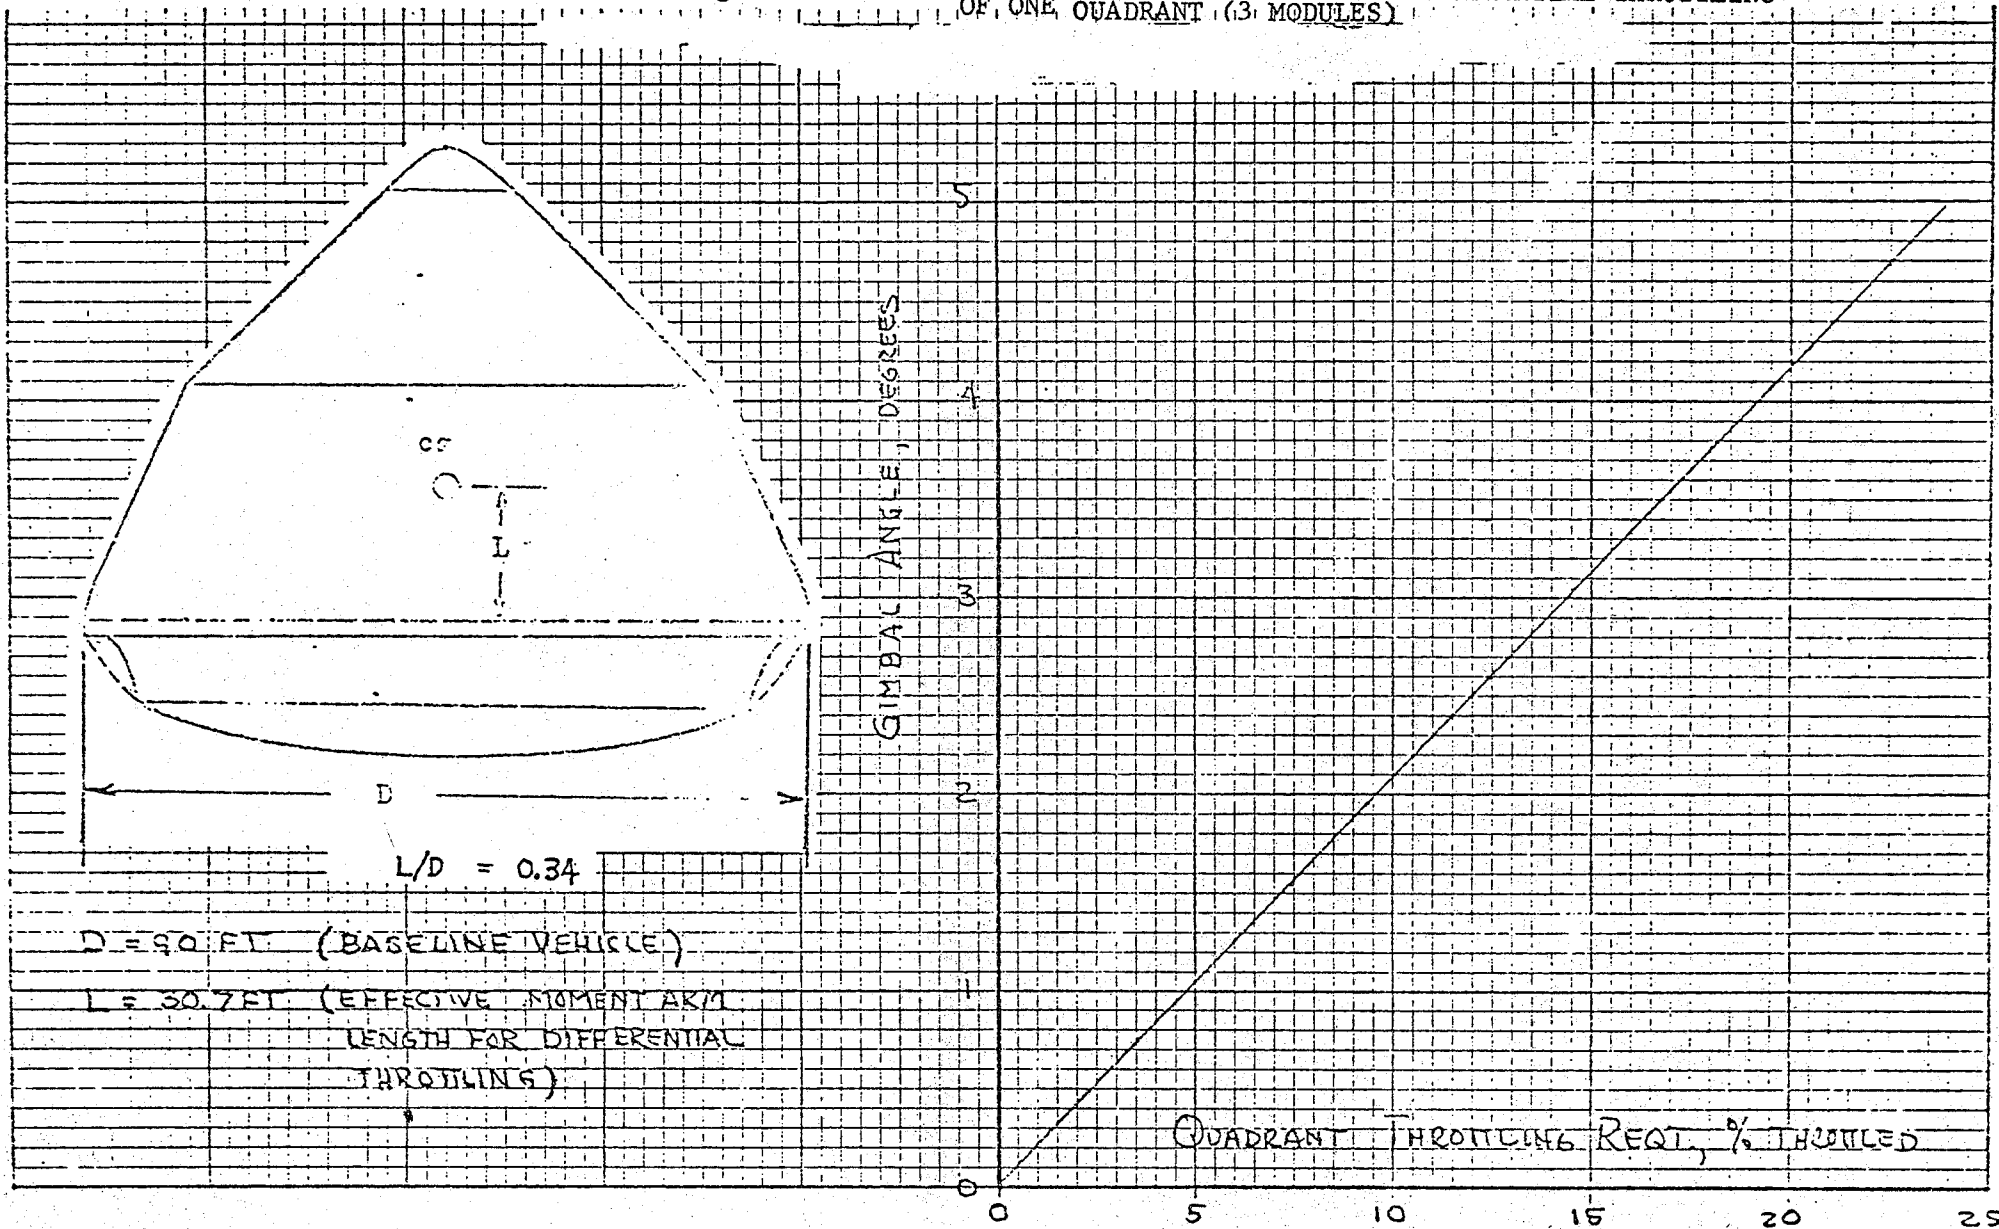 OF ONE QUADRANT (3 MODULES)
CG
L
D
L/D = 0.34
D = 90 FT (BASELINE VEHICLE)
L = 30.7 FT (EFFECTIVE MOMENT ARM
LENGTH FOR DIFFERENTIAL
THROTTLING)
GIMBAL ANGLE, DEGREES
5
4
3
2
1
0
QUADRANT THROTTLING REQT, % THROTTLED
0 5 10 15 20 25